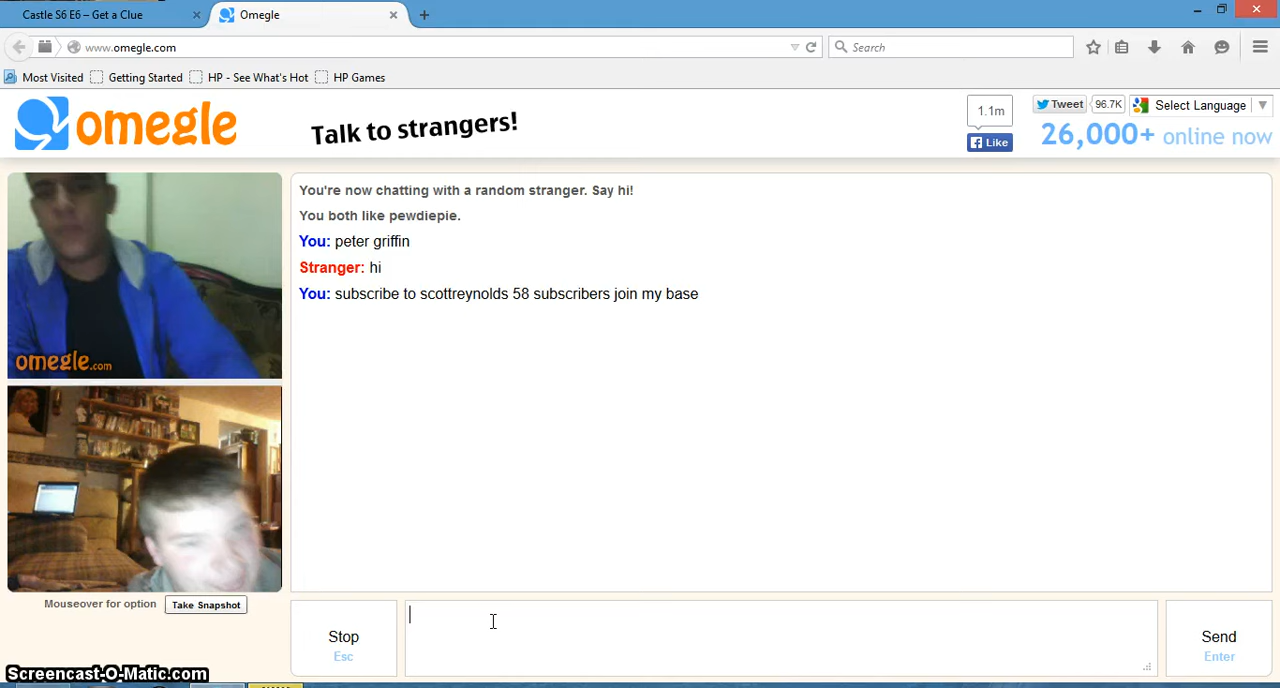 Castle S6 E6 – Get a Clue
Omegle
www.omegle.com
Search
Most Visited Getting Started HP - See What's Hot HP Games
omegle
Talk to strangers!
1.1m
Like
Tweet 96.7K Select Language
26,000+ online now
omegle.com
You're now chatting with a random stranger. Say hi!
You both like pewdiepie.
You: peter griffin
Stranger: hi
You: subscribe to scottreynolds 58 subscribers join my base
Mouseover for option Take Snapshot
Stop
Esc
Send
Enter
Screencast-O-Matic.com